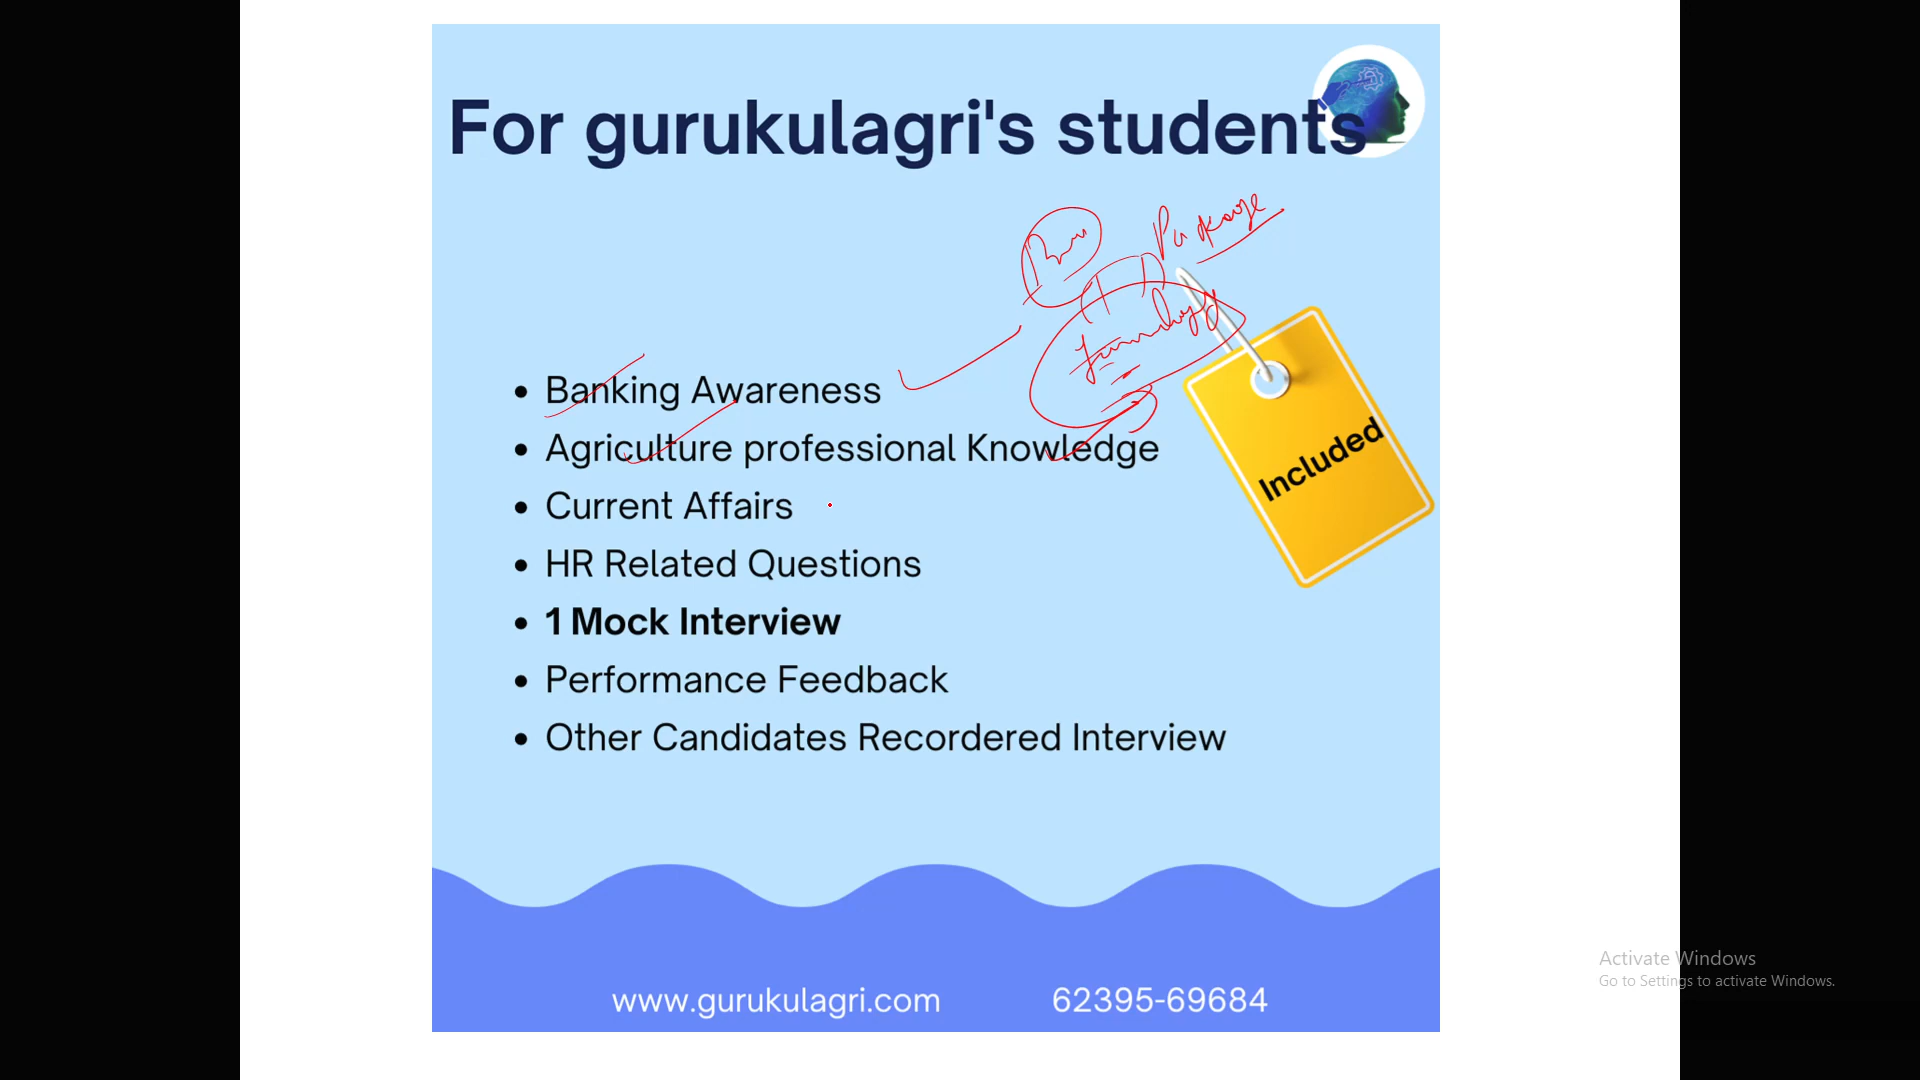 For gurukulagri's students
Package
• Banking Awareness
• Agriculture professional Knowledge
• Current Affairs
• HR Related Questions
• 1 Mock Interview
• Performance Feedback
• Other Candidates Recordered Interview
Included
www.gurukulagri.com 62395-69684
Activate Windows
Go to Settings to activate Windows.